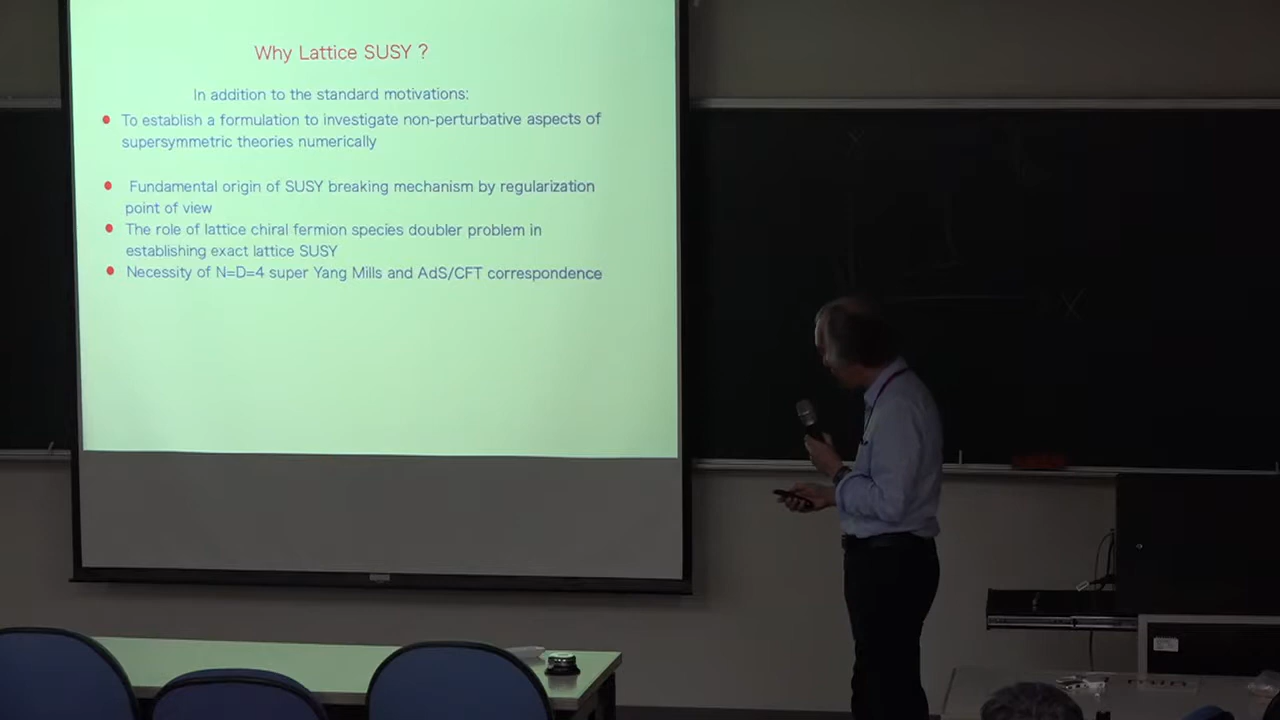 Why Lattice SUSY ?
In addition to the standard motivations:
To establish a formulation to investigate non-perturbative aspects of
supersymmetric theories numerically
Fundamental origin of SUSY breaking mechanism by regularization
point of view
The role of lattice chiral fermion species doubler problem in
establishing exact lattice SUSY
Necessity of N=D=4 super Yang Mills and AdS/CFT correspondence
X